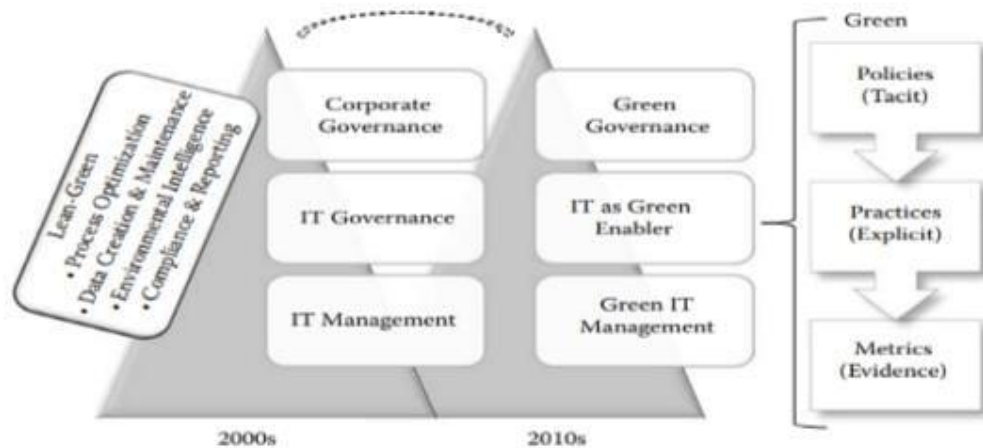 Lean-Green
• Process Optimization
• Data Creation & Maintenance
• Environmental Intelligence
• Compliance & Reporting
Corporate
Governance
IT Governance
IT Management
2000s
Green
Governance
IT as Green
Enabler
Green IT
Management
2010s
Green
Policies
(Tacit)
Practices
(Explicit)
Metrics
(Evidence)